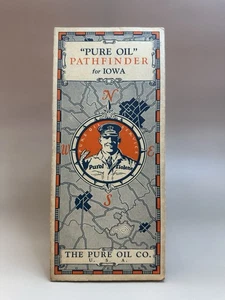 "PURE OIL"
PATHFINDER
for IOWA
N
W E
S
THE PURE OIL CO.
U. S. A.